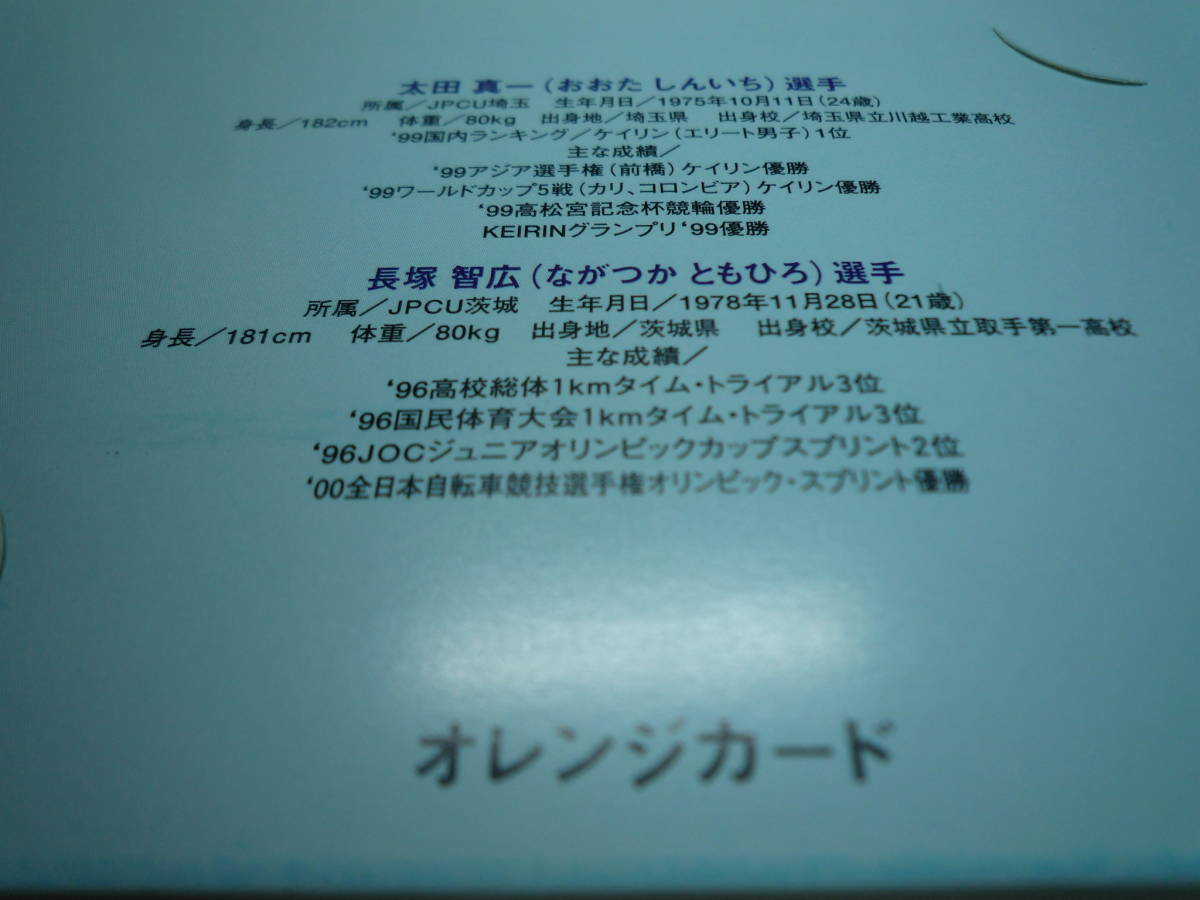 太田 真一(おおた しんいち)選手
所属／JPCU埼玉 生年月日／1975年10月11日(24歳)
身長／182cm 体重／80kg 出身地／埼玉県 出身校／埼玉県立川越工業高校
'99国内ランキング／ケイリン(エリート男子)1位
主な成績／
'99アジア選手権(前橋)ケイリン優勝
'99ワールドカップ5戦(カリ、コロンビア)ケイリン優勝
'99高松宮記念杯競輪優勝
KEIRINグランプリ'99優勝
長塚 智広(ながつか ともひろ)選手
所属／JPCU茨城 生年月日／1978年11月28日(21歳)
身長／181cm 体重／80kg 出身地／茨城県 出身校／茨城県立取手第一高校
主な成績／
'96高校総体1kmタイム・トライアル3位
'96国民体育大会1kmタイム・トライアル3位
'96JOCジュニアオリンピックカップスプリント2位
'00全日本自転車競技選手権オリンピック・スプリント優勝
オレンジカード